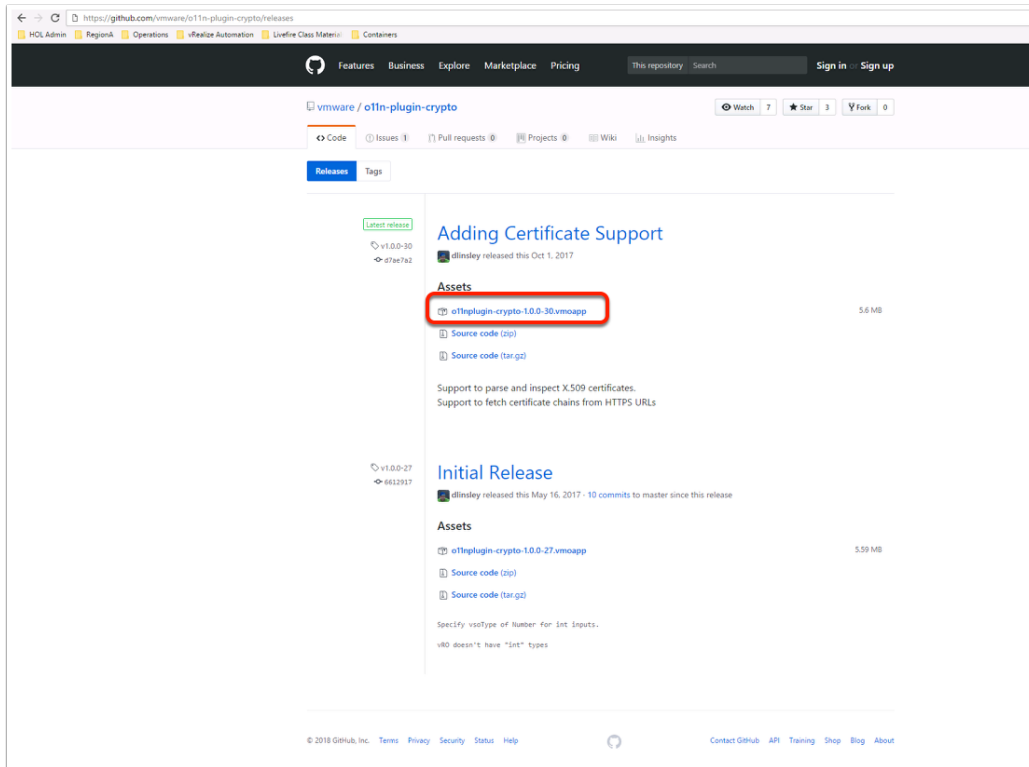 https://github.com/vmware/o11n-plugin-crypto/releases
HOL Admin RegionA Operations vRealize Automation Livefire Class Material Containers
Features Business Explore Marketplace Pricing This repository Search Sign in or Sign up
vmware / o11n-plugin-crypto Watch 7 Star 3 Fork 0
Code Issues 1 Pull requests 0 Projects 0 Wiki Insights
Releases Tags
Latest release
Adding Certificate Support
v1.0.0-30
dlinsley released this Oct 1, 2017
d7ae7a2
Assets
o11nplugin-crypto-1.0.0-30.vmoapp 5.6 MB
Source code (zip)
Source code (tar.gz)
Support to parse and inspect X.509 certificates.
Support to fetch certificate chains from HTTPS URLs
v1.0.0-27
Initial Release
6612917
dlinsley released this May 16, 2017 · 10 commits to master since this release
Assets
o11nplugin-crypto-1.0.0-27.vmoapp 5.59 MB
Source code (zip)
Source code (tar.gz)
Specify vsoType of Number for int inputs.
vRO doesn't have "int" types
© 2018 GitHub, Inc. Terms Privacy Security Status Help Contact GitHub API Training Shop Blog About